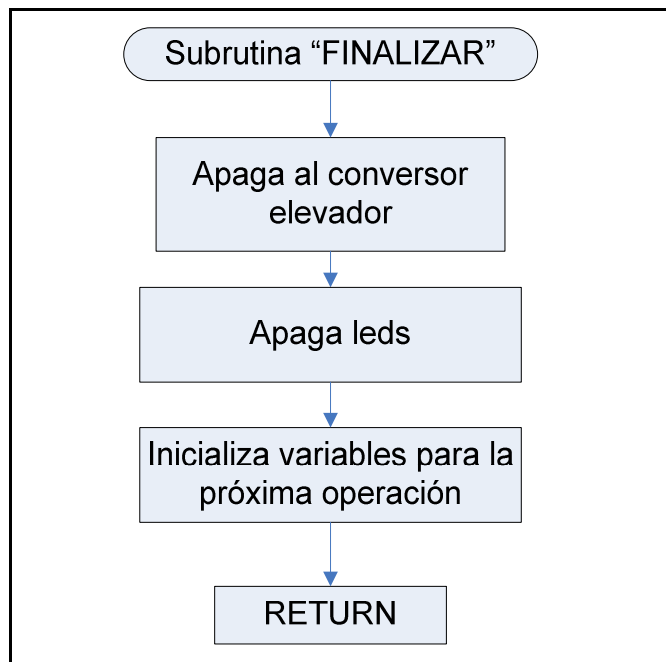 Subrutina “FINALIZAR”
Apaga al conversor
elevador
Apaga leds
Inicializa variables para la
próxima operación
RETURN